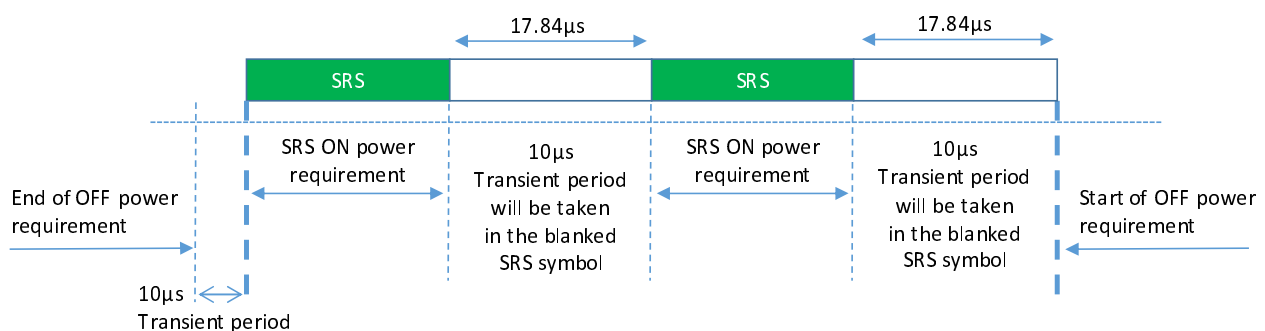 17.84µs
17.84µs
SRS
SRS
SRS ON power
requirement
10µs
Transient period
will be taken
in the blanked
SRS symbol
SRS ON power
requirement
10µs
Transient period
will be taken
in the blanked
SRS symbol
End of OFF power
requirement
Start of OFF power
requirement
10µs
Transient period